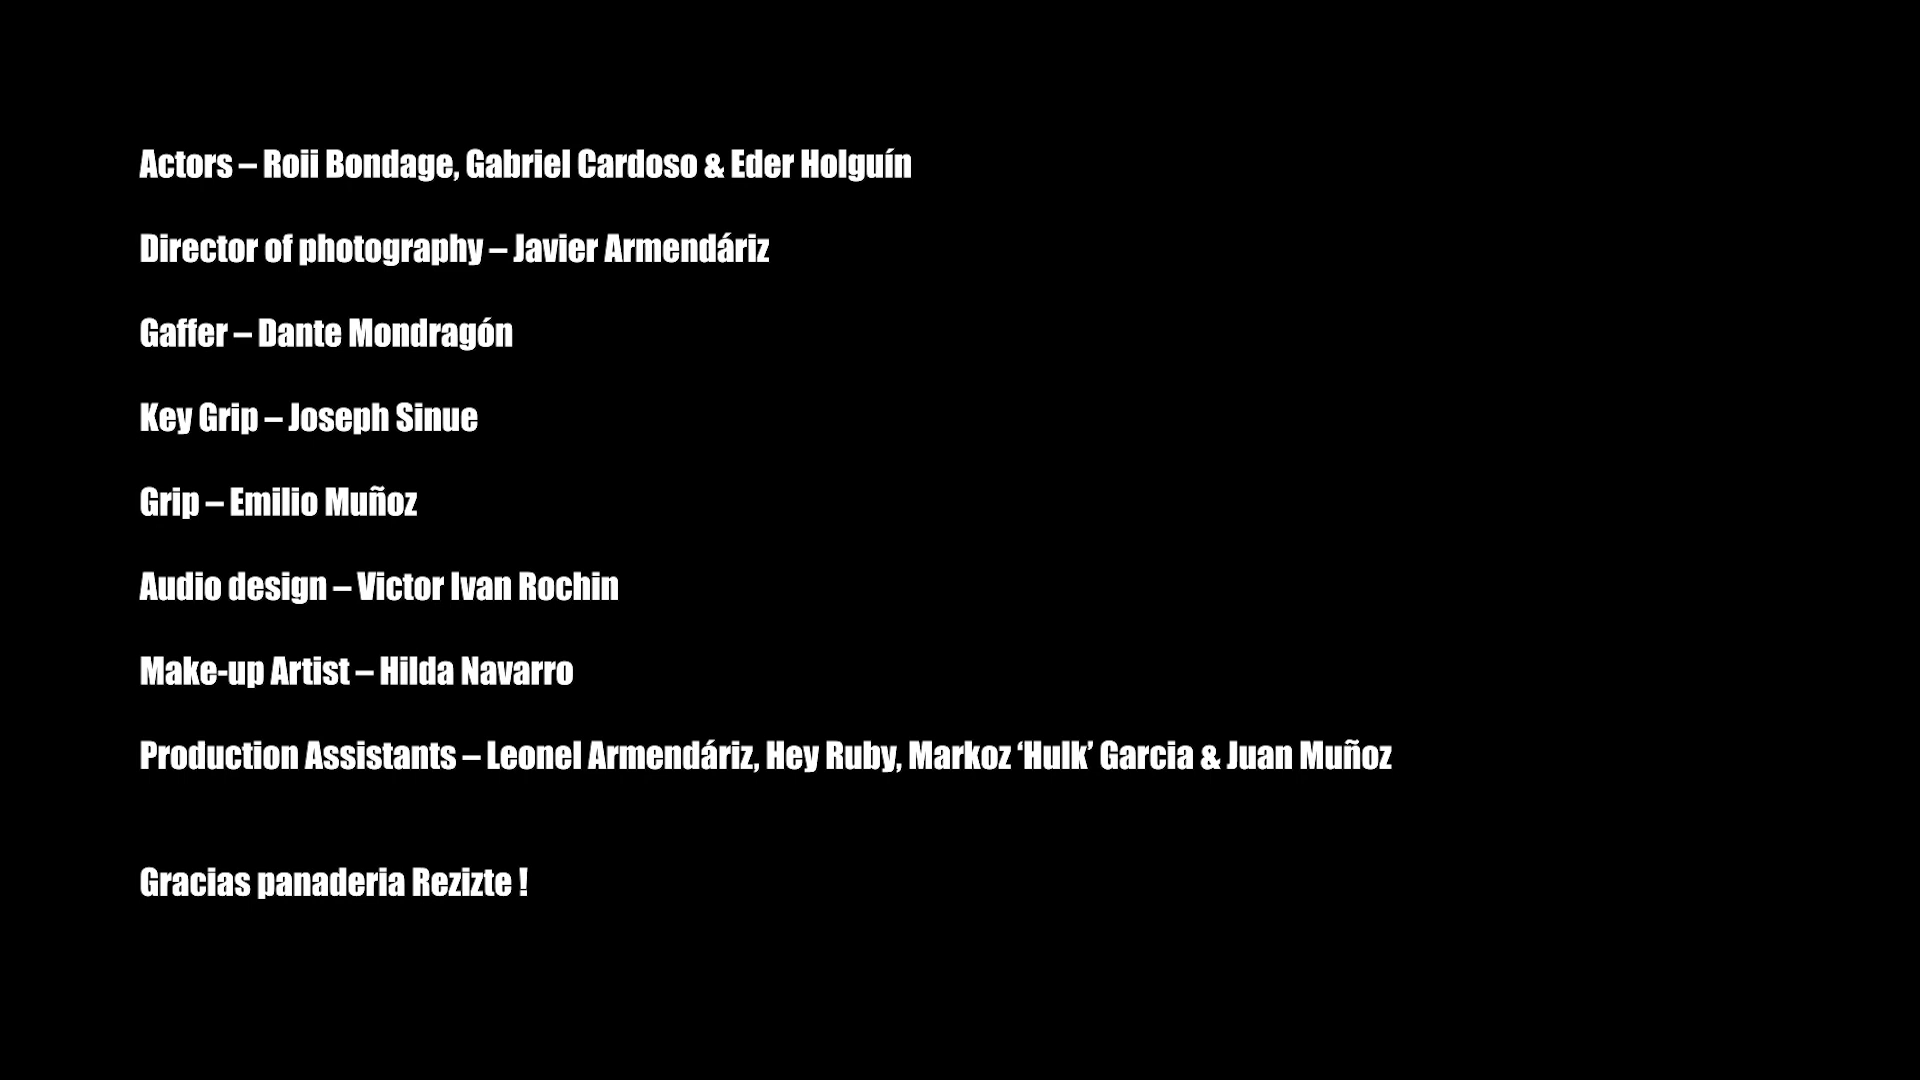 Actors – Roii Bondage, Gabriel Cardoso & Eder Holguín
Director of photography – Javier Armendáriz
Gaffer – Dante Mondragón
Key Grip – Joseph Sinue
Grip – Emilio Muñoz
Audio design – Victor Ivan Rochin
Make-up Artist – Hilda Navarro
Production Assistants – Leonel Armendáriz, Hey Ruby, Markoz ‘Hulk’ Garcia & Juan Muñoz
Gracias panaderia Rezizte !